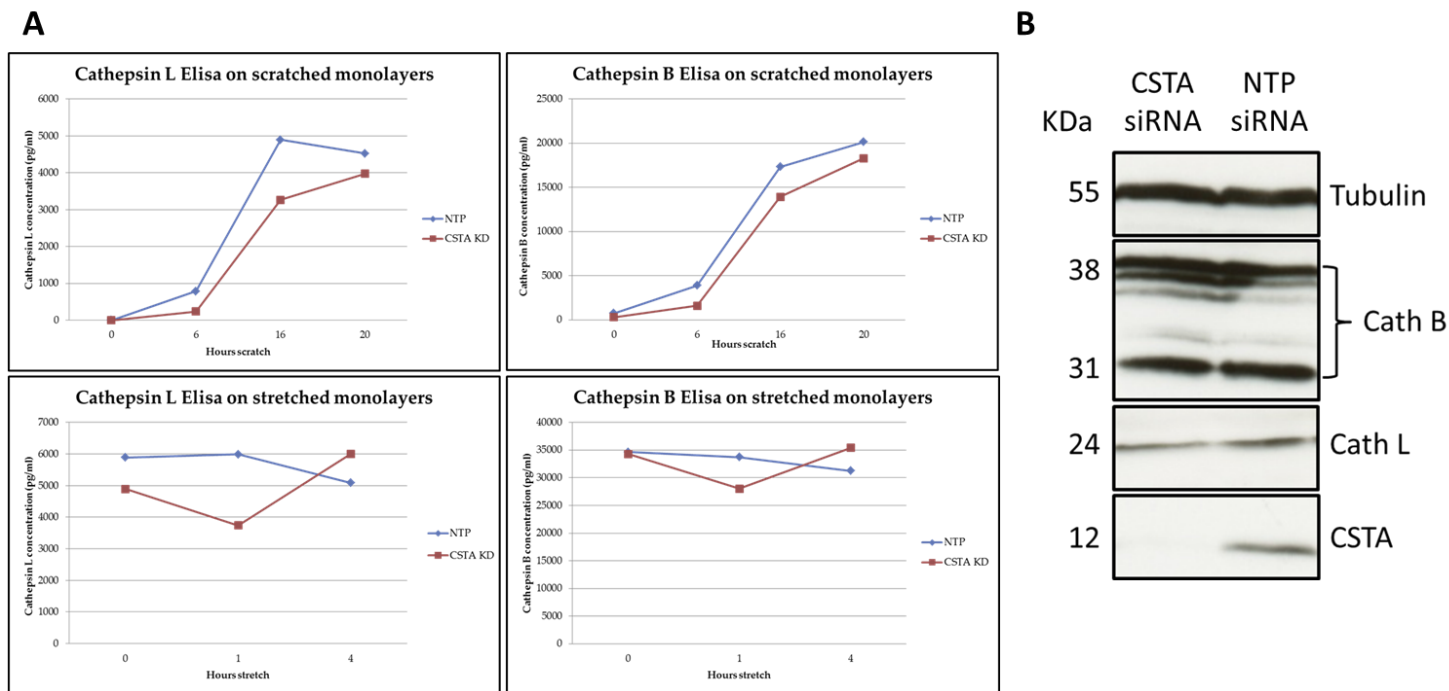 A
Cathepsin L Elisa on scratched monolayers
Cathepsin L concentration (pg/ml)
6000
5000
4000
3000
2000
1000
0
0 6 16 20
Hours scratch
NTP
CSTA KD
Cathepsin B Elisa on scratched monolayers
Cathepsin B concentration (pg/ml)
25000
20000
15000
10000
5000
0
0 6 16 20
Hours scratch
NTP
CSTA KD
Cathepsin L Elisa on stretched monolayers
Cathepsin L concentration (pg/ml)
7000
6000
5000
4000
3000
2000
1000
0
0 1 4
Hours stretch
NTP
CSTA KD
Cathepsin B Elisa on stretched monolayers
Cathepsin B concentration (pg/ml)
40000
35000
30000
25000
20000
15000
10000
5000
0
0 1 4
Hours stretch
NTP
CSTA KD
B
KDa
CSTA
siRNA
NTP
siRNA
55 Tubulin
38
Cath B
31
24 Cath L
12 CSTA